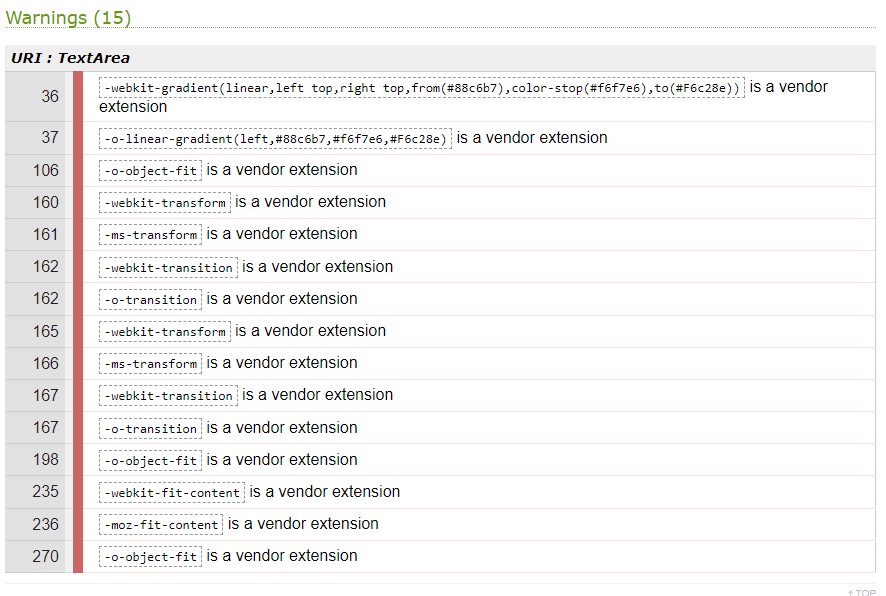 Warnings (15)
URI : TextArea
36 -webkit-gradient(linear,left top,right top,from(#88c6b7),color-stop(#f6f7e6),to(#F6c28e)) is a vendor
extension
37 -o-linear-gradient(left,#88c6b7,#f6f7e6,#F6c28e) is a vendor extension
106 -o-object-fit is a vendor extension
160 -webkit-transform is a vendor extension
161 -ms-transform is a vendor extension
162 -webkit-transition is a vendor extension
162 -o-transition is a vendor extension
165 -webkit-transform is a vendor extension
166 -ms-transform is a vendor extension
167 -webkit-transition is a vendor extension
167 -o-transition is a vendor extension
198 -o-object-fit is a vendor extension
235 -webkit-fit-content is a vendor extension
236 -moz-fit-content is a vendor extension
270 -o-object-fit is a vendor extension
↑ TOP